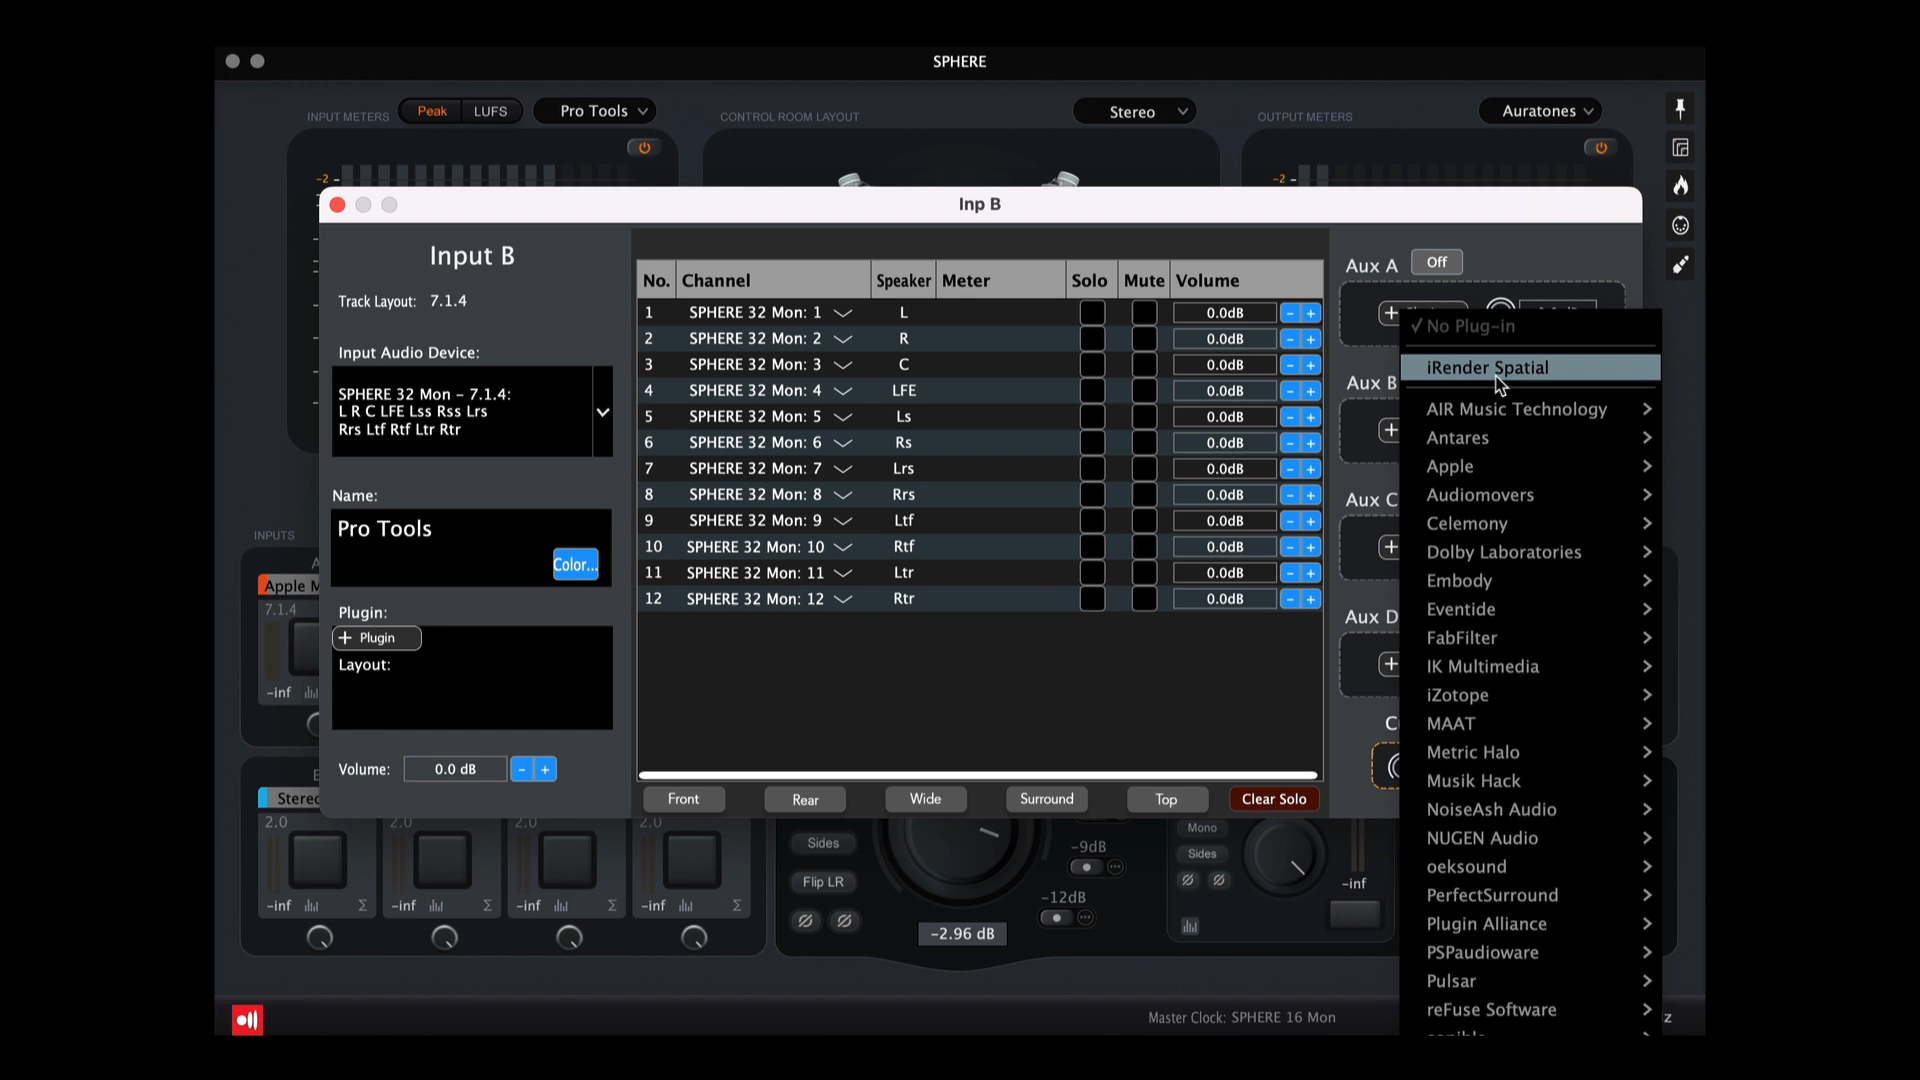 SPHERE
INPUT METERS
Peak
LUFS
Pro Tools
CONTROL ROOM LAYOUT
Stereo
OUTPUT METERS
Auratones
-2
-2
Inp B
Input B
Track Layout: 7.1.4
Input Audio Device:
SPHERE 32 Mon - 7.1.4:
L R C LFE Lss Rss Lrs
Rrs Ltf Rtf Ltr Rtr
Name:
Pro Tools
Color...
Plugin:
+ Plugin
Layout:
Volume: 0.0 dB - +
No. Channel Speaker Meter Solo Mute Volume
1 SPHERE 32 Mon: 1 L 0.0dB - +
2 SPHERE 32 Mon: 2 R 0.0dB - +
3 SPHERE 32 Mon: 3 C 0.0dB - +
4 SPHERE 32 Mon: 4 LFE 0.0dB - +
5 SPHERE 32 Mon: 5 Ls 0.0dB - +
6 SPHERE 32 Mon: 6 Rs 0.0dB - +
7 SPHERE 32 Mon: 7 Lrs 0.0dB - +
8 SPHERE 32 Mon: 8 Rrs 0.0dB - +
9 SPHERE 32 Mon: 9 Ltf 0.0dB - +
10 SPHERE 32 Mon: 10 Rtf 0.0dB - +
11 SPHERE 32 Mon: 11 Ltr 0.0dB - +
12 SPHERE 32 Mon: 12 Rtr 0.0dB - +
Front
Rear
Wide
Surround
Top
Clear Solo
Aux A Off
Aux B
Aux C
Aux D
✓ No Plug-in
iRender Spatial
AIR Music Technology
Antares
Apple
Audiomovers
Celemony
Dolby Laboratories
Embody
Eventide
FabFilter
IK Multimedia
iZotope
MAAT
Metric Halo
Musik Hack
NoiseAsh Audio
NUGEN Audio
oeksound
PerfectSurround
Plugin Alliance
PSPaudioware
Pulsar
reFuse Software
INPUTS
Apple M
7.1.4
-inf
Stereo
2.0 2.0 2.0 2.0
-inf Σ -inf Σ -inf Σ -inf Σ
Sides
Flip LR
-9dB
-12dB
-2.96 dB
Mono
Sides
-inf
Master Clock: SPHERE 16 Mon
z